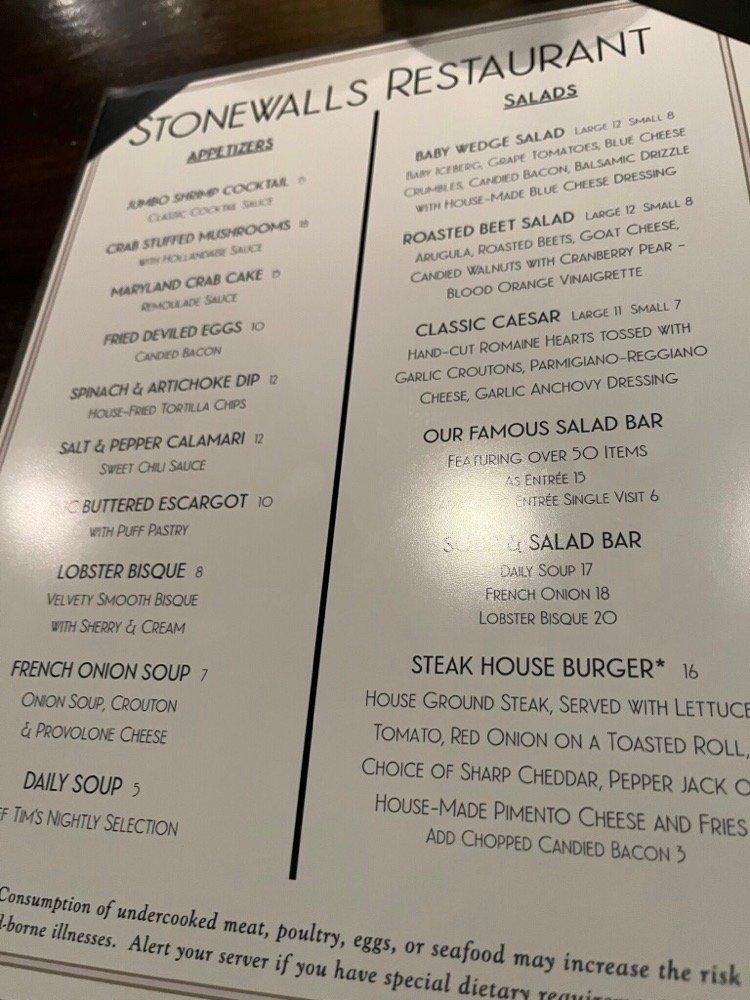 STONEWALLS RESTAURANT
APPETIZERS
JUMBO SHRIMP COCKTAIL
CLASSIC COCKTAIL SAUCE
CRAB STUFFED MUSHROOMS 18
WITH HOLLANDAISE SAUCE
MARYLAND CRAB CAKE
REMOULADE SAUCE
FRIED DEVILED EGGS 10
CANDIED BACON
SPINACH & ARTICHOKE DIP 12
HOUSE-FRIED TORTILLA CHIPS
SALT & PEPPER CALAMARI 12
SWEET CHILI SAUCE
BUTTERED ESCARGOT 10
WITH PUFF PASTRY
LOBSTER BISQUE 8
VELVETY SMOOTH BISQUE
WITH SHERRY & CREAM
FRENCH ONION SOUP 7
ONION SOUP, CROUTON
& PROVOLONE CHEESE
DAILY SOUP 5
TIM'S NIGHTLY SELECTION
SALADS
BABY WEDGE SALAD LARGE 12 SMALL 8
BABY ICEBERG, GRAPE TOMATOES, BLUE CHEESE
CRUMBLES, CANDIED BACON, BALSAMIC DRIZZLE
WITH HOUSE-MADE BLUE CHEESE DRESSING
ROASTED BEET SALAD LARGE 12 SMALL 8
ARUGULA, ROASTED BEETS, GOAT CHEESE,
CANDIED WALNUTS WITH CRANBERRY PEAR -
BLOOD ORANGE VINAIGRETTE
CLASSIC CAESAR LARGE 11 SMALL 7
HAND-CUT ROMAINE HEARTS TOSSED WITH
GARLIC CROUTONS, PARMIGIANO-REGGIANO
CHEESE, GARLIC ANCHOVY DRESSING
OUR FAMOUS SALAD BAR
FEATURING OVER 50 ITEMS
AS ENTRÉE 15
ENTRÉE SINGLE VISIT 6
& SALAD BAR
DAILY SOUP 17
FRENCH ONION 18
LOBSTER BISQUE 20
STEAK HOUSE BURGER* 16
HOUSE GROUND STEAK, SERVED WITH LETTUCE
TOMATO, RED ONION ON A TOASTED ROLL,
CHOICE OF SHARP CHEDDAR, PEPPER JACK
HOUSE-MADE PIMENTO CHEESE AND FRIES
ADD CHOPPED CANDIED BACON 3
Consumption of undercooked meat, poultry, eggs, or seafood may increase the risk
illnesses. Alert your server if you have special dietary